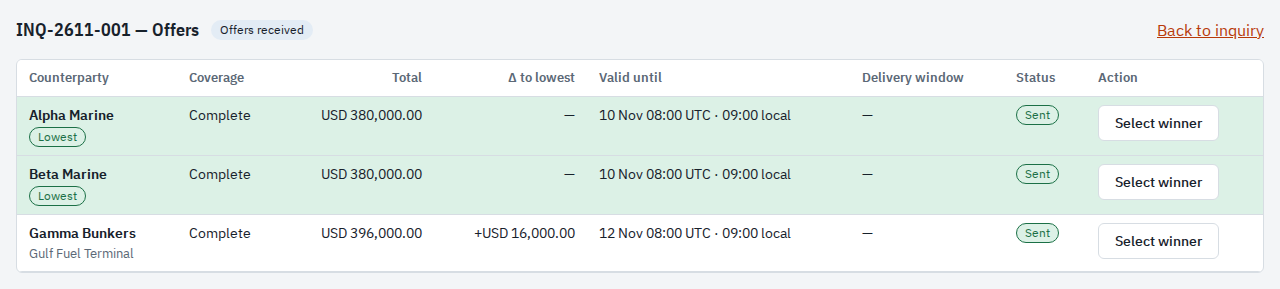 INQ-2611-001 — Offers Offers received Back to inquiry
Counterparty Coverage Total Δ to lowest Valid until Delivery window Status Action
Alpha Marine Complete USD 380,000.00 — 10 Nov 08:00 UTC · 09:00 local — Sent Select winner
Lowest
Beta Marine Complete USD 380,000.00 — 10 Nov 08:00 UTC · 09:00 local — Sent Select winner
Lowest
Gamma Bunkers Complete USD 396,000.00 +USD 16,000.00 12 Nov 08:00 UTC · 09:00 local — Sent Select winner
Gulf Fuel Terminal